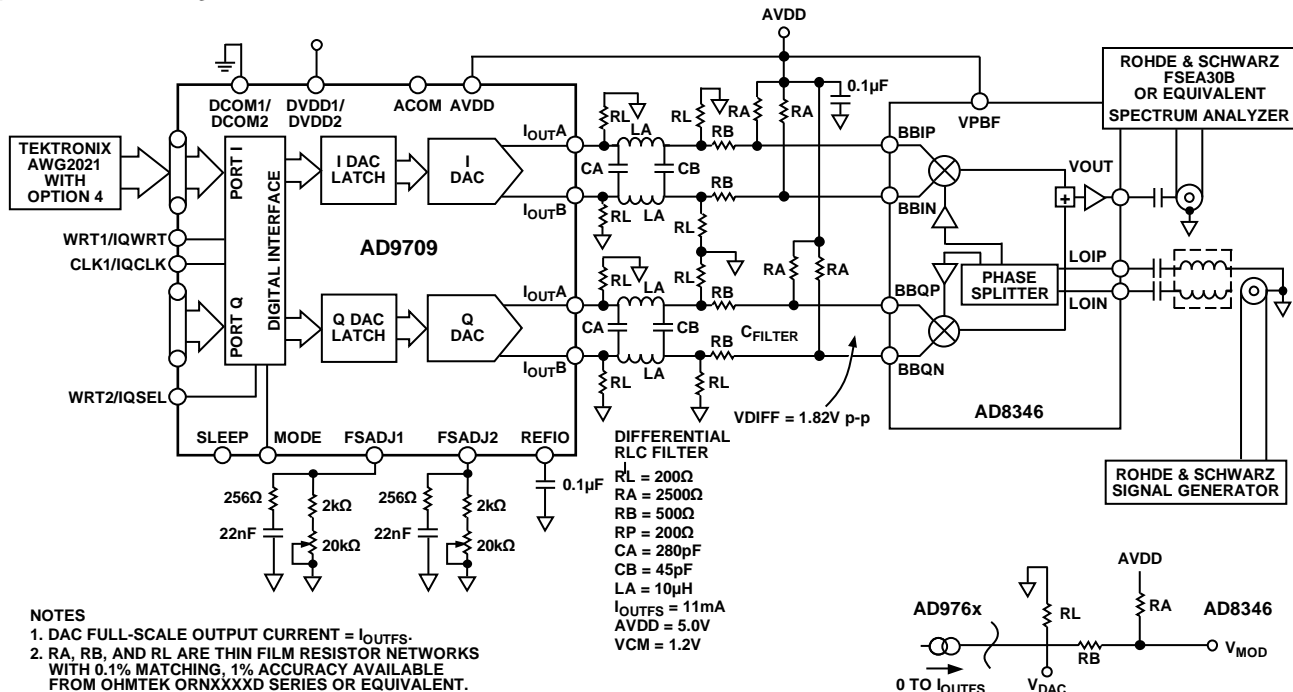 AVDD
ROHDE & SCHWARZ
FSEA30B
OR EQUIVALENT
SPECTRUM ANALYZER
DCOM1/
DCOM2
DVDD1/
DVDD2
ACOM
AVDD
RL
LA
RL
RB
RA
RA
0.1µF
VPBF
TEKTRONIX
AWG2021
WITH
OPTION 4
PORT I
I DAC
LATCH
I
DAC
IOUTA
CA
CB
BBIP
VOUT
IOUTB
RB
BBIN
RL
LA
RL
WRT1/IQWRT
CLK1/IQCLK
DIGITAL INTERFACE
AD9709
RL
LA
RL
RA
RA
PHASE
SPLITTER
LOIP
LOIN
PORT Q
Q DAC
LATCH
Q
DAC
IOUTA
CA
CB
RB
BBQP
CFILTER
IOUTB
RB
BBQN
RL
LA
RL
WRT2/IQSEL
VDIFF = 1.82V p-p
AD8346
SLEEP
MODE
FSADJ1
FSADJ2
REFIO
256Ω
2kΩ
22nF
20kΩ
256Ω
2kΩ
22nF
20kΩ
0.1µF
DIFFERENTIAL
RLC FILTER
RL = 200Ω
RA = 2500Ω
RB = 500Ω
RP = 200Ω
CA = 280pF
CB = 45pF
LA = 10µH
IOUTFS = 11mA
AVDD = 5.0V
VCM = 1.2V
ROHDE & SCHWARZ
SIGNAL GENERATOR
AVDD
AD976x
RL
RA
AD8346
RB
VMOD
0 TO IOUTFS
VDAC
NOTES
1. DAC FULL-SCALE OUTPUT CURRENT = IOUTFS.
2. RA, RB, AND RL ARE THIN FILM RESISTOR NETWORKS
WITH 0.1% MATCHING, 1% ACCURACY AVAILABLE
FROM OHMTEK ORNXXXXD SERIES OR EQUIVALENT.